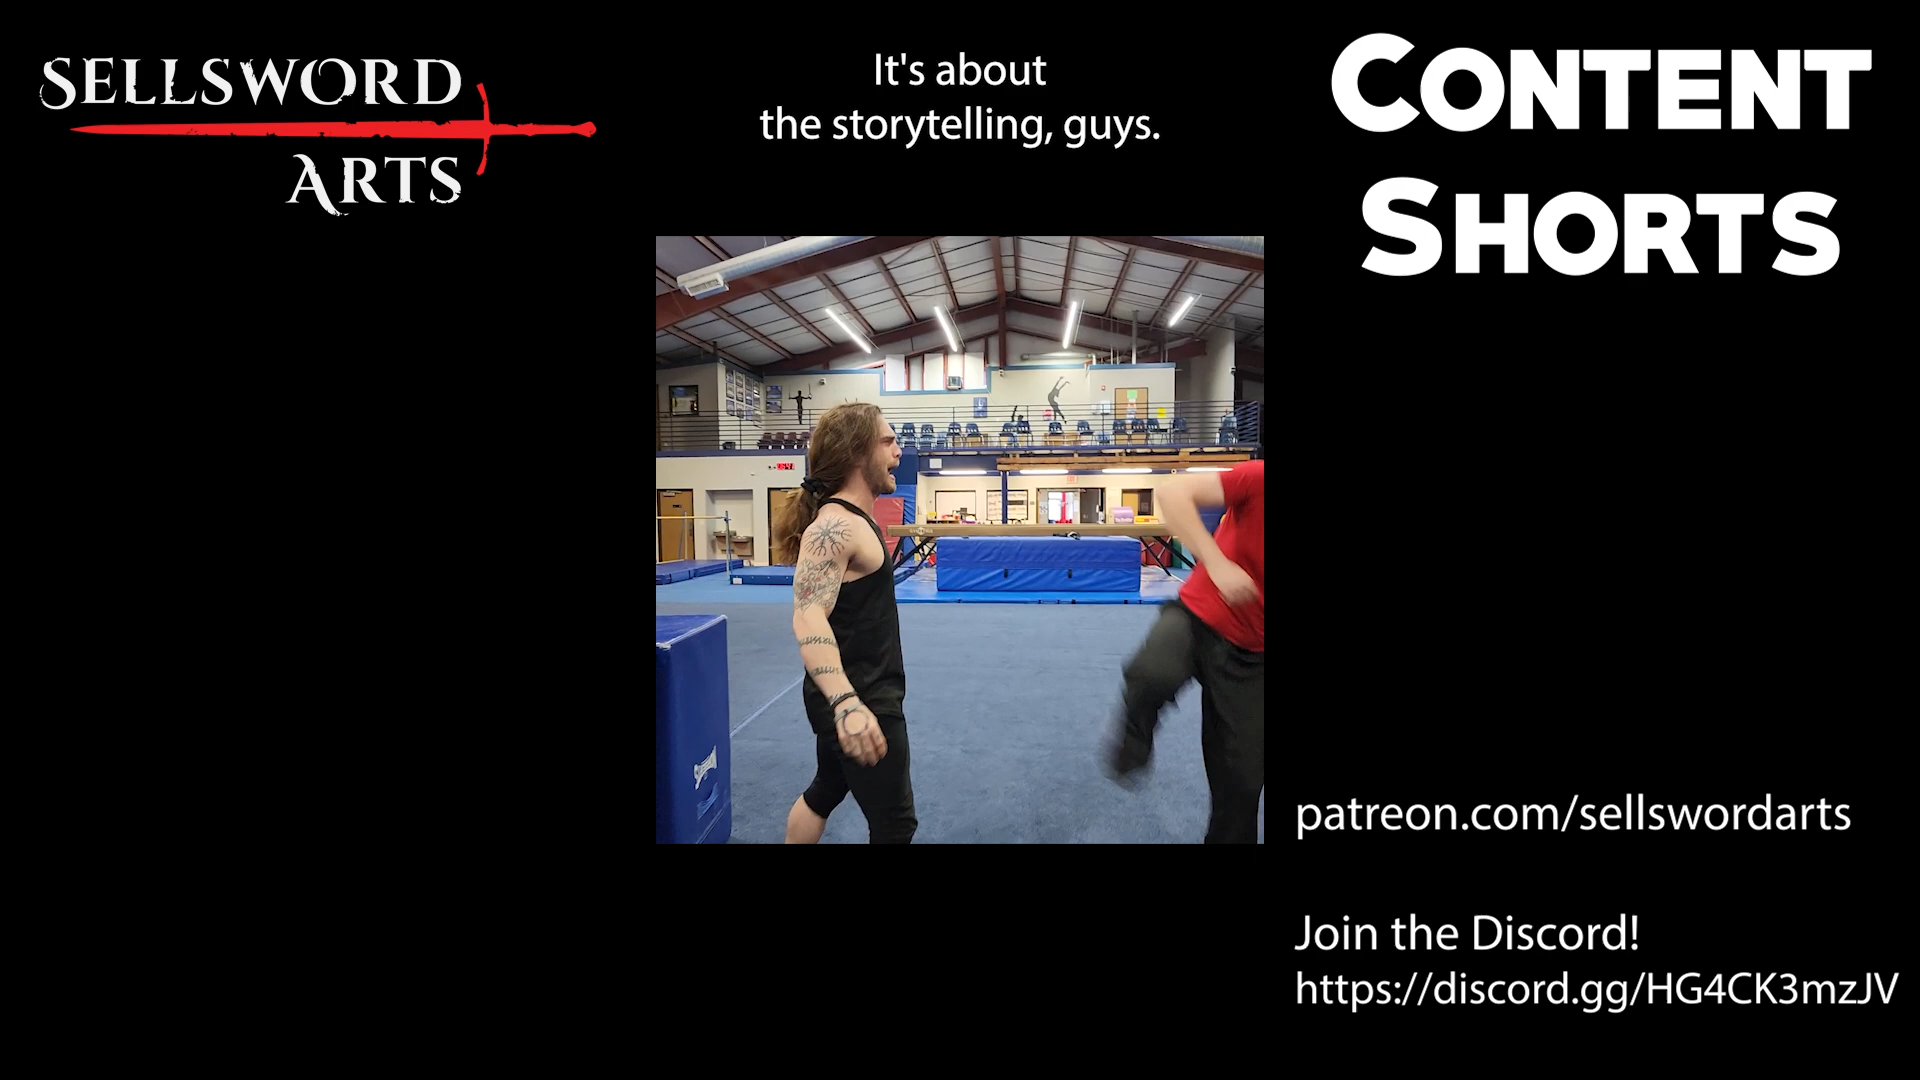 SELLSWORD
ARTS
It's about
the storytelling, guys.
CONTENT
SHORTS
patreon.com/sellswordarts
Join the Discord!
https://discord.gg/HG4CK3mzJV